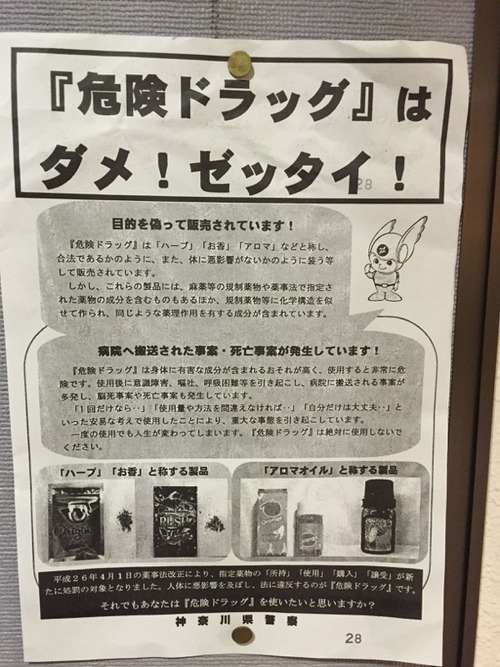 『危険ドラッグ』は
ダメ！ゼッタイ！
28
目的を偽って販売されています！
『危険ドラッグ』は「ハーブ」「お香」「アロマ」などと称し、
合法であるかのように、また、体に悪影響がないかのように装う等
して販売されています。
しかし、これらの製品には、麻薬等の規制薬物や薬事法で指定さ
れた薬物の成分を含むものもあるほか、規制薬物等に化学構造を似
せて作られ、同じような薬理作用を有する成分が含まれています。
病院へ搬送された事案・死亡事案が発生しています！
『危険ドラッグ』は身体に有害な成分が含まれるおそれが高く、使用すると非常に危
険です。使用後に意識障害、嘔吐、呼吸困難等を引き起こし、病院に搬送される事案が
多発し、脳死事案や死亡事案も発生しています。
「1回だけなら‥」「使用量や方法を間違えなければ‥」「自分だけは大丈夫‥」と
いった安易な考えで使用したことにより、重大な事態を引き起こしています。
一度の使用でも人生が変わってしまいます。『危険ドラッグ』は絶対に使用しないで
ください。
「ハーブ」「お香」と称する製品
「アロマオイル」と称する製品
Origin
RUSH
平成26年4月1日の薬事法改正により、指定薬物の「所持」「使用」「購入」「譲受」が新
たに処罰の対象となりました。人体に悪影響を及ぼし、法に違反するのが『危険ドラッグ』です。
それでもあなたは『危険ドラッグ』を使いたいと思いますか？
神奈川県警察
28